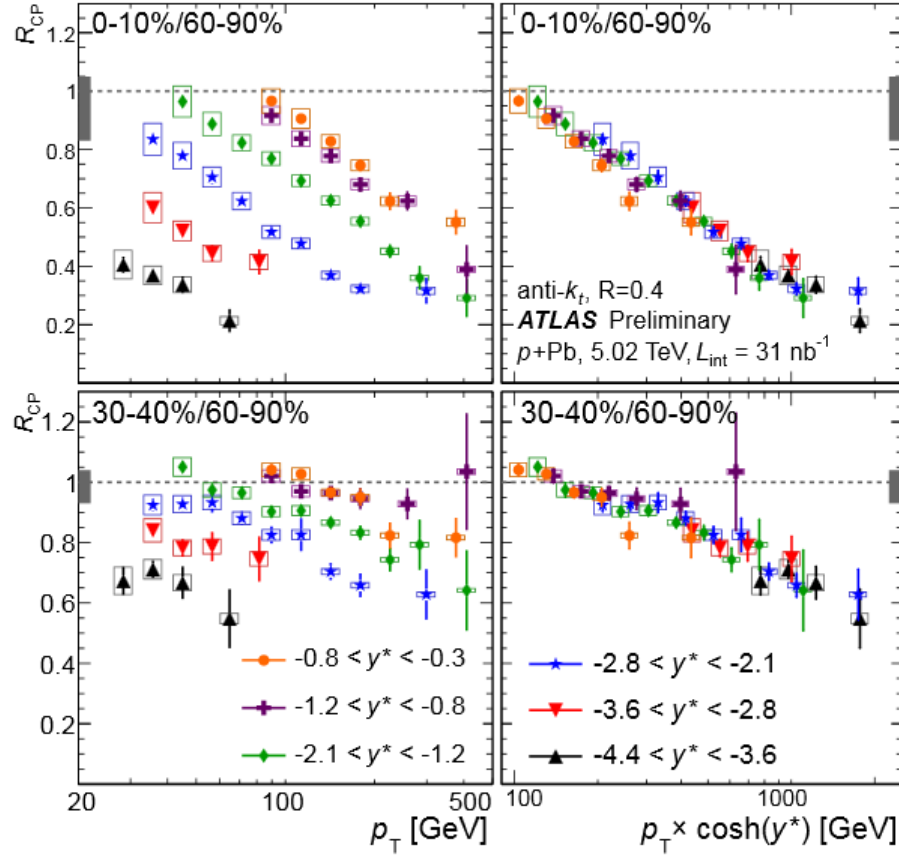 R_CP
0-10%/60-90%
0-10%/60-90%
1.2
1
0.8
0.6
0.4
0.2
anti-k_t, R=0.4
ATLAS Preliminary
p+Pb, 5.02 TeV, L_int = 31 nb⁻¹
R_CP
30-40%/60-90%
30-40%/60-90%
1.2
1
0.8
0.6
0.4
0.2
-0.8 < y* < -0.3
-1.2 < y* < -0.8
-2.1 < y* < -1.2
-2.8 < y* < -2.1
-3.6 < y* < -2.8
-4.4 < y* < -3.6
20
100
500
100
1000
p_T [GeV]
p_T × cosh(y*) [GeV]